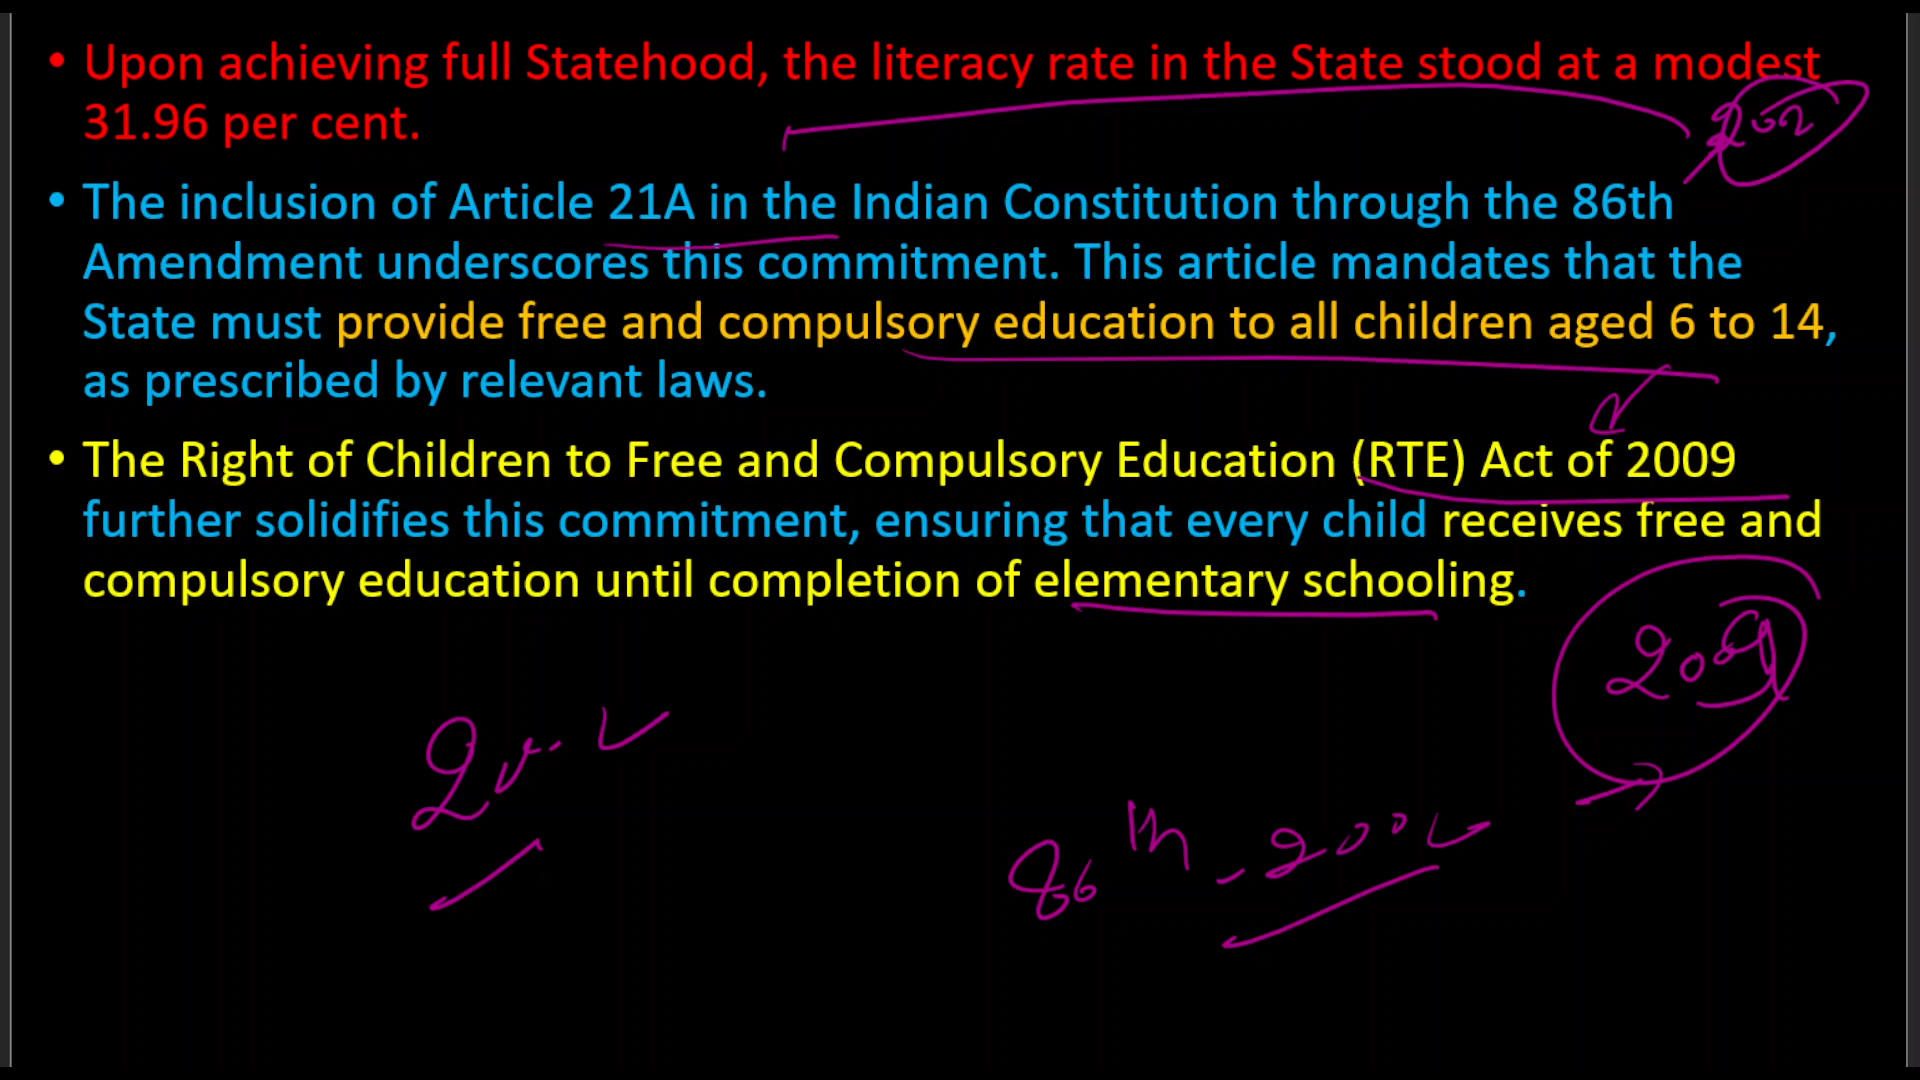 • Upon achieving full Statehood, the literacy rate in the State stood at a modest
31.96 per cent.
• The inclusion of Article 21A in the Indian Constitution through the 86th
Amendment underscores this commitment. This article mandates that the
State must provide free and compulsory education to all children aged 6 to 14,
as prescribed by relevant laws.
• The Right of Children to Free and Compulsory Education (RTE) Act of 2009
further solidifies this commitment, ensuring that every child receives free and
compulsory education until completion of elementary schooling.
2009
86th - 2002